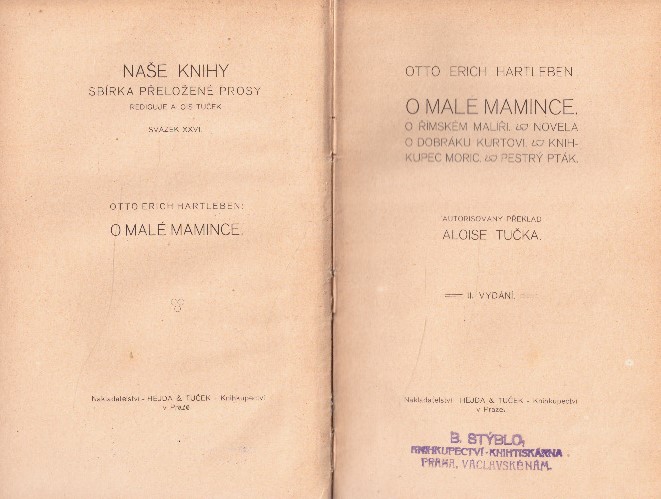 NAŠE KNIHY
SBÍRKA PŘELOŽENÉ PROSY
REDIGUJE ALOIS TUČEK
SVAZEK XXVI.
OTTO ERICH HARTLEBEN:
O MALÉ MAMINCE.
Nakladatelství - HEJDA & TUČEK - Knihkupectví
v Praze
OTTO ERICH HARTLEBEN
O MALÉ MAMINCE.
O ŘÍMSKÉM MALÍŘI. NOVELA
O DOBRÁKU KURTOVI. KNIH-
KUPEC MORIC. PESTRÝ PTÁK.
AUTORISOVANÝ PŘEKLAD
ALOISE TUČKA.
II. VYDÁNÍ.
Nakladatelství HEJDA & TUČEK - Knihkupectví
v Praze.
B. STÝBLO,
KNIHKUPECTVÍ - KNIHTISKÁRNA
PRAHA, VÁCLAVSKÉ NÁM.